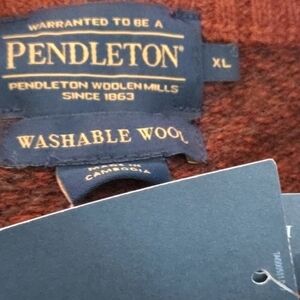 WARRANTED TO BE A
PENDLETON®
XL
PENDLETON WOOLEN MILLS
SINCE 1863
WASHABLE WOOL
MADE IN
CAMBODIA